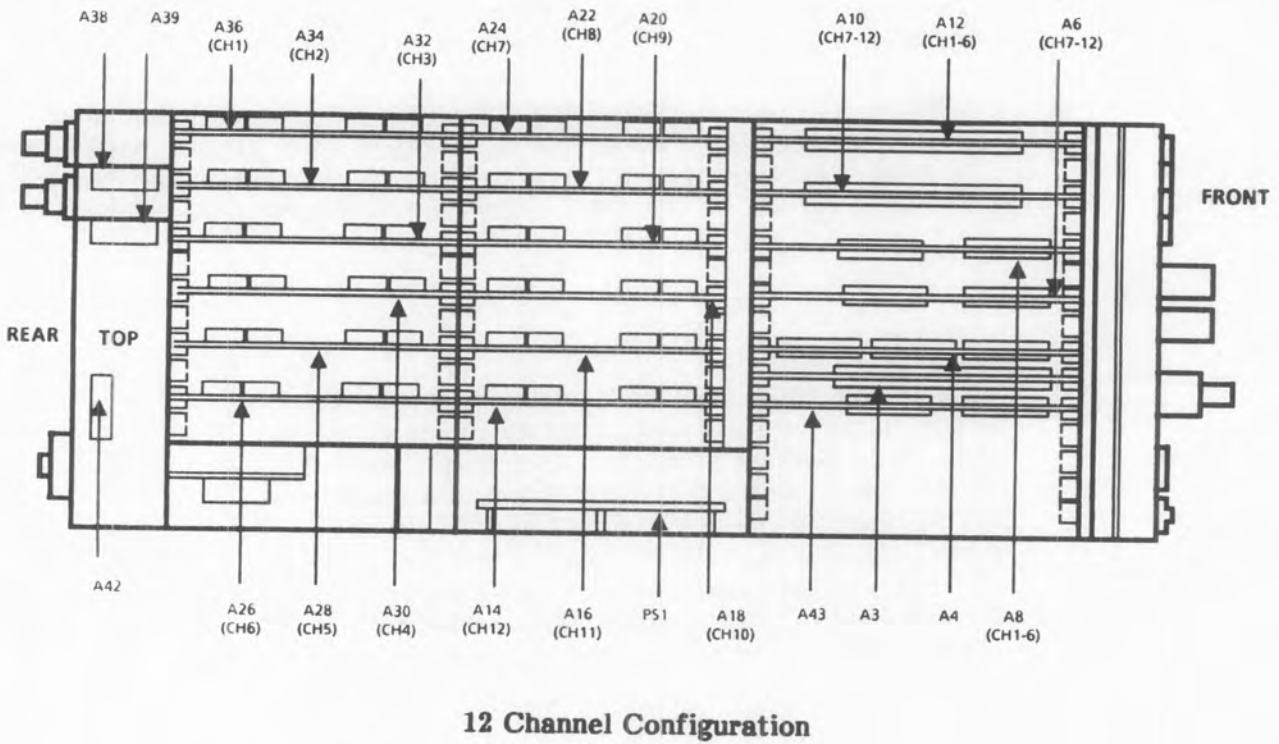 A38
A39
A36
(CH1)
A34
(CH2)
A32
(CH3)
A24
(CH7)
A22
(CH8)
A20
(CH9)
A10
(CH7-12)
A12
(CH1-6)
A6
(CH7-12)
FRONT
REAR
TOP
A42
A26
(CH6)
A28
(CH5)
A30
(CH4)
A14
(CH12)
A16
(CH11)
PS1
A18
(CH10)
A43
A3
A4
A8
(CH1-6)
12 Channel Configuration